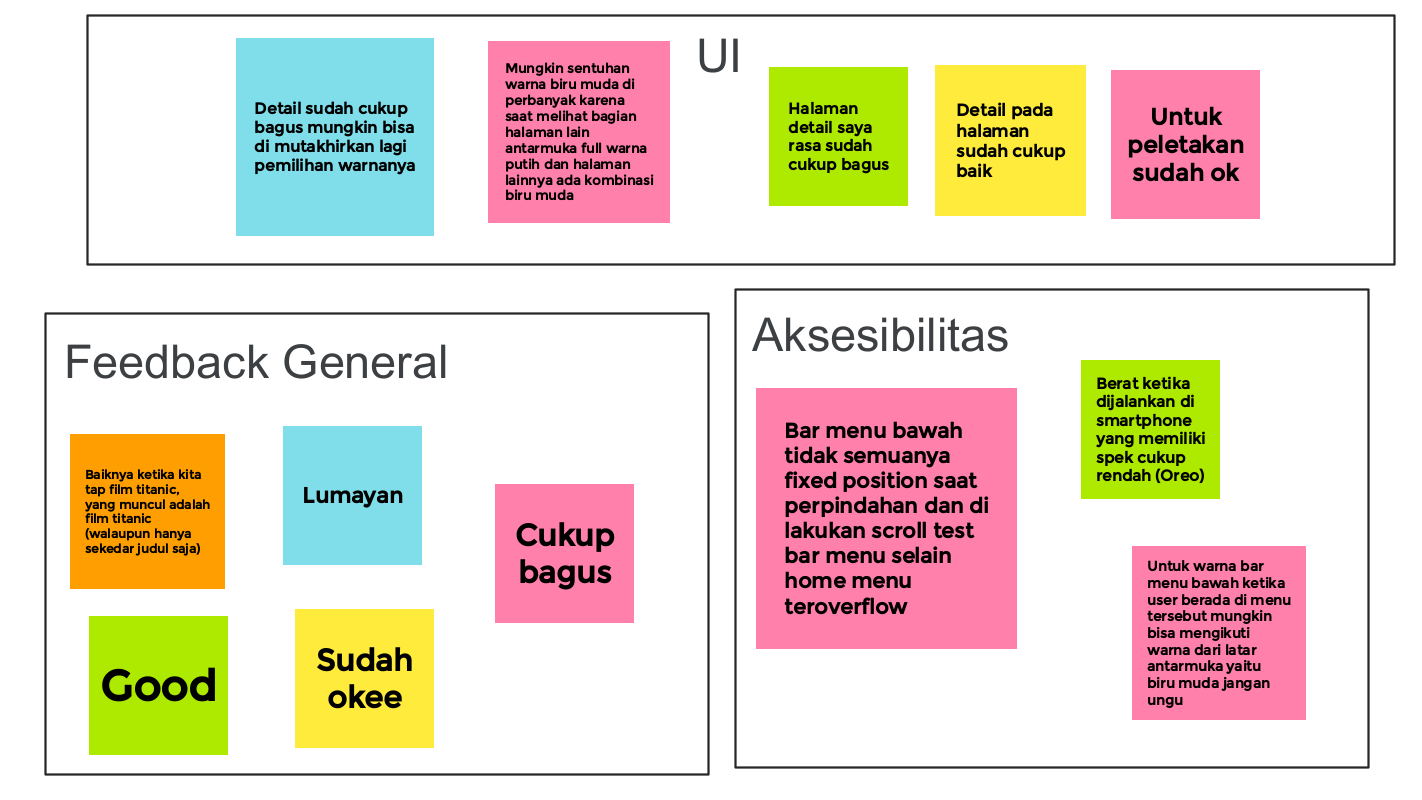 UI
Detail sudah cukup
bagus mungkin bisa
di mutakhirkan lagi
pemilihan warnanya
Mungkin sentuhan
warna biru muda di
perbanyak karena
saat melihat bagian
halaman lain
antarmuka full warna
putih dan halaman
lainnya ada kombinasi
biru muda
Halaman
detail saya
rasa sudah
cukup bagus
Detail pada
halaman
sudah cukup
baik
Untuk
peletakan
sudah ok
Feedback General
Baiknya ketika kita
tap film titanic,
yang muncul adalah
film titanic
(walaupun hanya
sekedar judul saja)
Lumayan
Cukup
bagus
Good
Sudah
okee
Aksesibilitas
Bar menu bawah
tidak semuanya
fixed position saat
perpindahan dan di
lakukan scroll test
bar menu selain
home menu
teroverflow
Berat ketika
dijalankan di
smartphone
yang memiliki
spek cukup
rendah (Oreo)
Untuk warna bar
menu bawah ketika
user berada di menu
tersebut mungkin
bisa mengikuti
warna dari latar
antarmuka yaitu
biru muda jangan
ungu